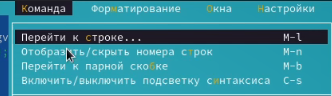 Команда Форматирование Окна Настройки
Перейти к строке... M-l
Отобразить/скрыть номера строк M-n
Перейти к парной скобке M-b
Включить/выключить подсветку синтаксиса C-s